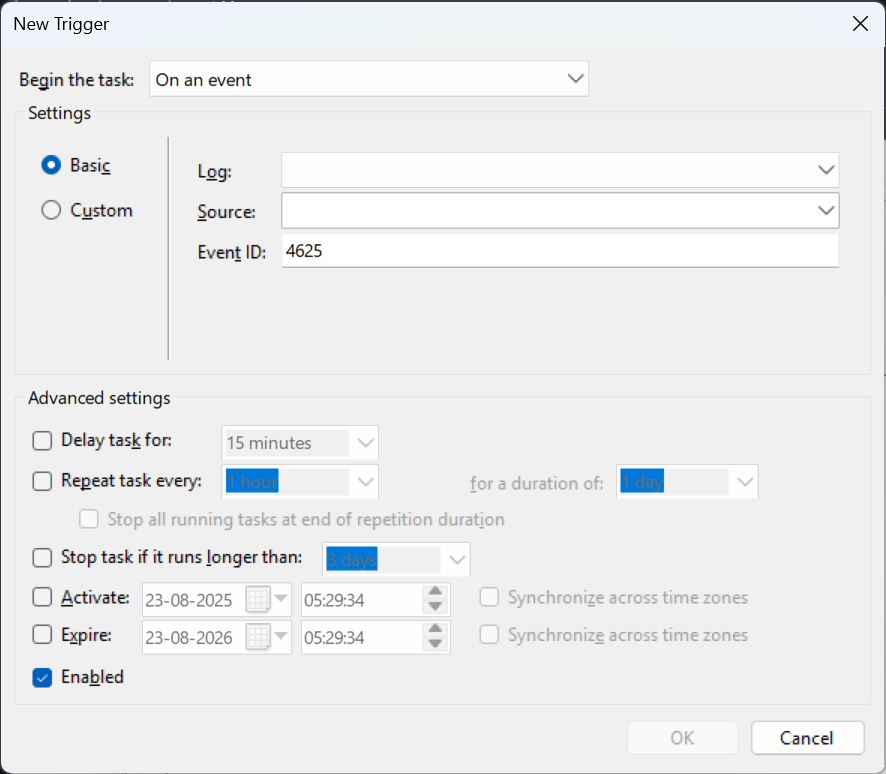 New Trigger
Begin the task: On an event
Settings
Basic
Custom
Log:
Source:
Event ID: 4625
Advanced settings
Delay task for: 15 minutes
Repeat task every: 1 hour for a duration of: 1 day
Stop all running tasks at end of repetition duration
Stop task if it runs longer than: 3 days
Activate: 23-08-2025 05:29:34 Synchronize across time zones
Expire: 23-08-2026 05:29:34 Synchronize across time zones
Enabled
OK Cancel